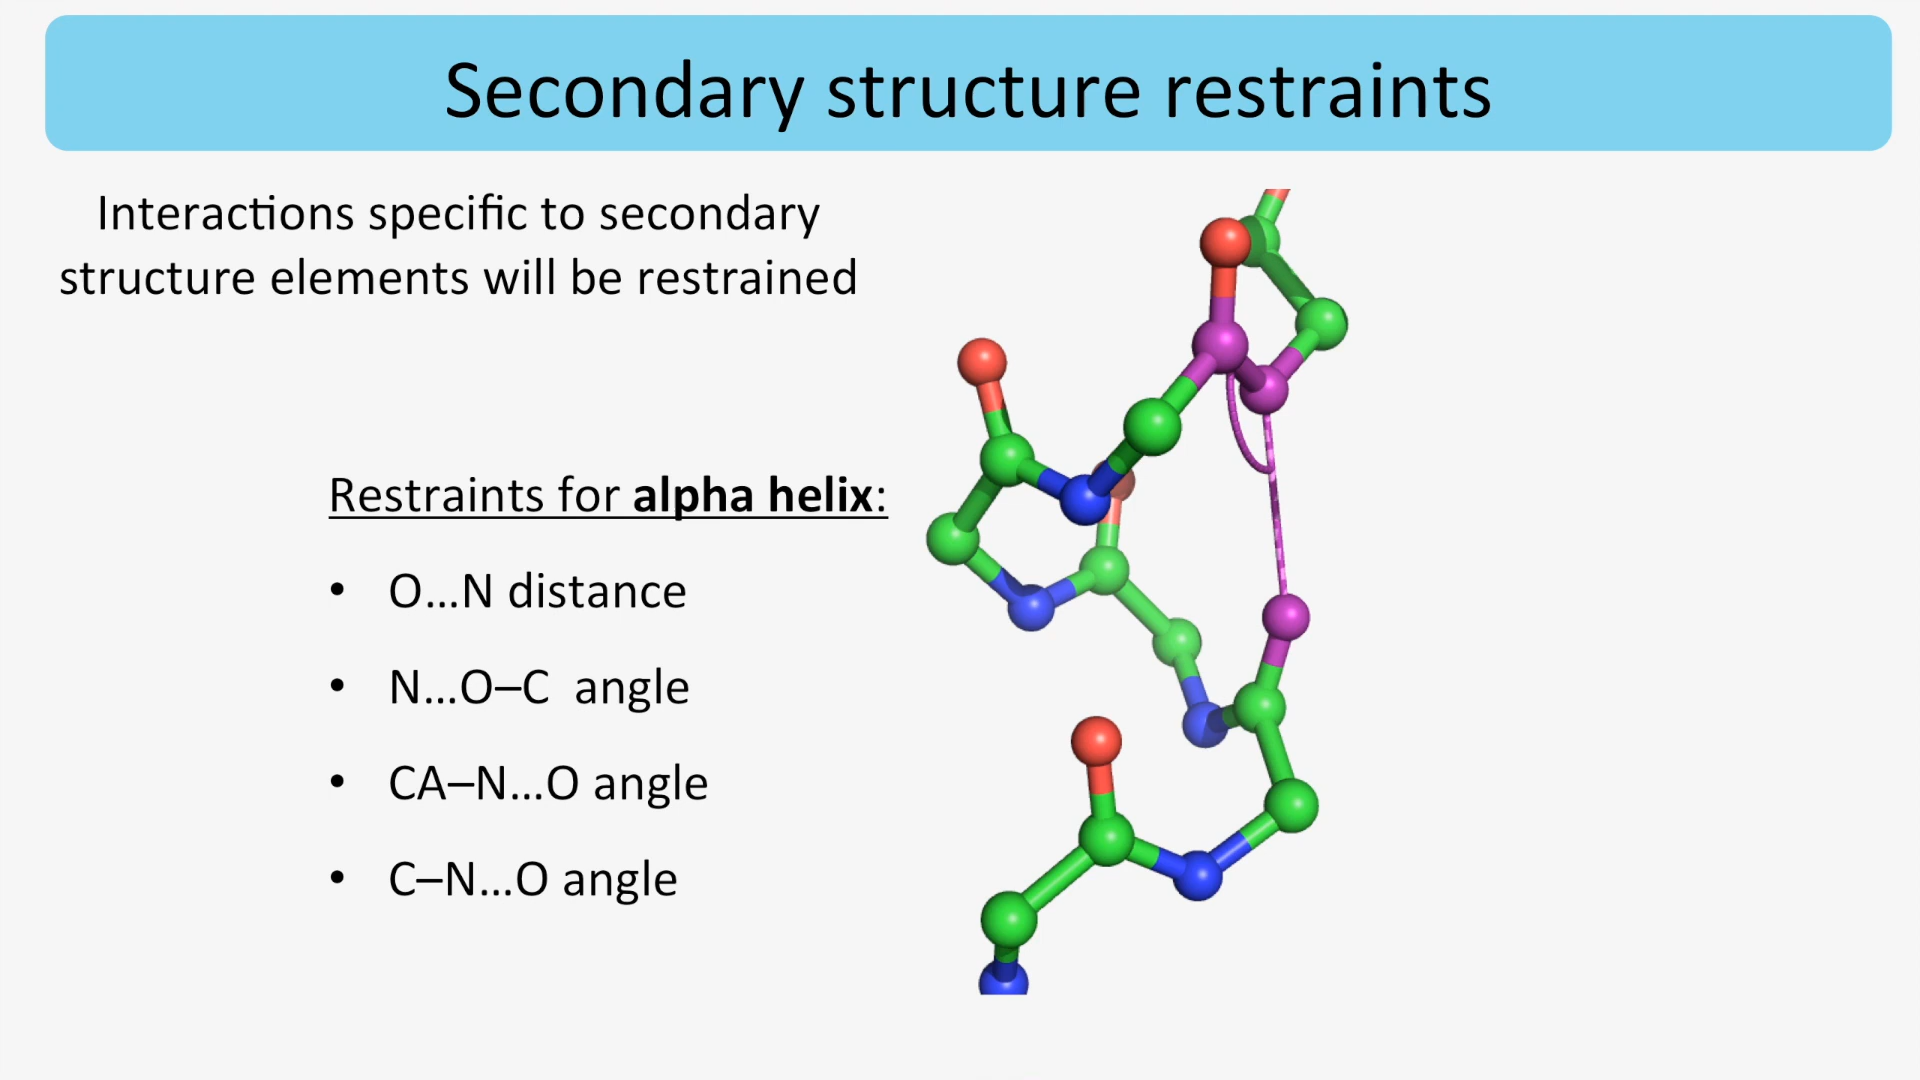 Secondary structure restraints
Interactions specific to secondary
structure elements will be restrained
Restraints for alpha helix:
• O...N distance
• N...O–C  angle
• CA–N...O angle
• C–N...O angle